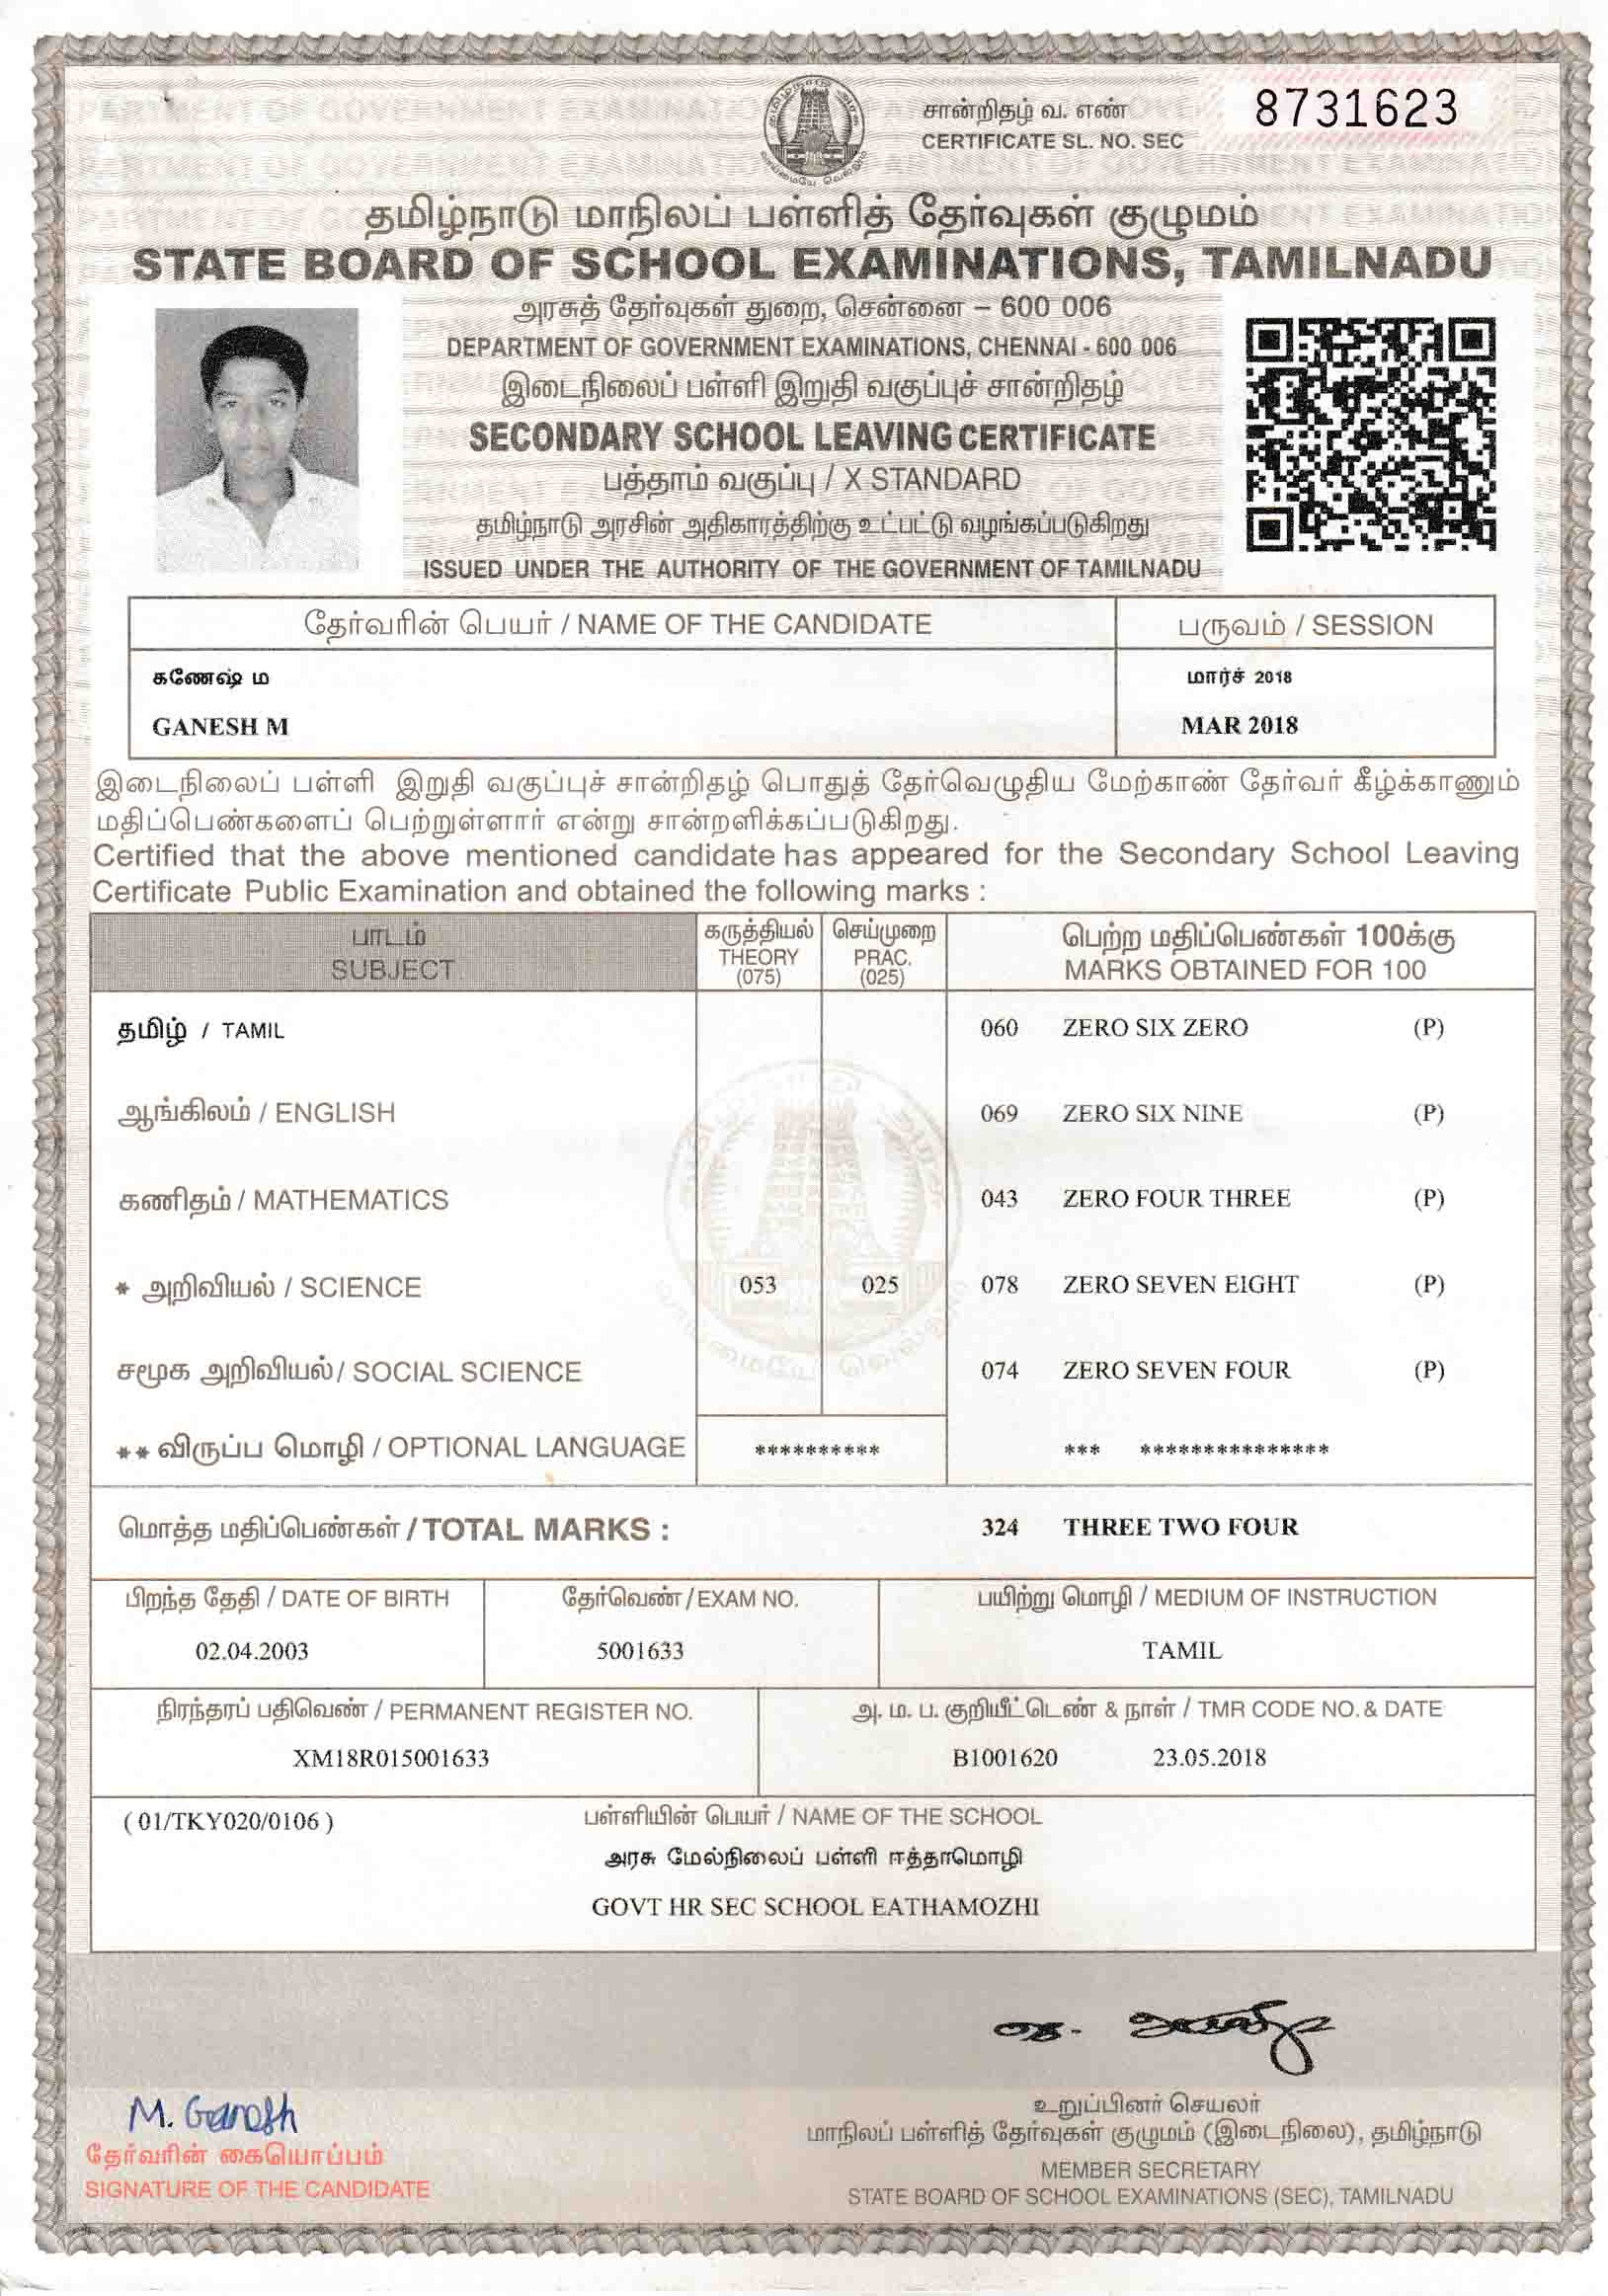 சான்றிதழ் வ. எண்
CERTIFICATE SL. NO. SEC
8731623
தமிழ்நாடு மாநிலப் பள்ளித் தேர்வுகள் குழுமம்
STATE BOARD OF SCHOOL EXAMINATIONS, TAMILNADU
அரசுத் தேர்வுகள் துறை, சென்னை – 600 006
DEPARTMENT OF GOVERNMENT EXAMINATIONS, CHENNAI - 600 006
இடைநிலைப் பள்ளி இறுதி வகுப்புச் சான்றிதழ்
SECONDARY SCHOOL LEAVING CERTIFICATE
பத்தாம் வகுப்பு / X STANDARD
தமிழ்நாடு அரசின் அதிகாரத்திற்கு உட்பட்டு வழங்கப்படுகிறது
ISSUED UNDER THE AUTHORITY OF THE GOVERNMENT OF TAMILNADU
தேர்வரின் பெயர் / NAME OF THE CANDIDATE பருவம் / SESSION
கணேஷ் ம மார்ச் 2018
GANESH M MAR 2018
இடைநிலைப் பள்ளி இறுதி வகுப்புச் சான்றிதழ் பொதுத் தேர்வெழுதிய மேற்காண் தேர்வர் கீழ்க்காணும்
மதிப்பெண்களைப் பெற்றுள்ளார் என்று சான்றளிக்கப்படுகிறது.
Certified that the above mentioned candidate has appeared for the Secondary School Leaving
Certificate Public Examination and obtained the following marks :
பாடம் கருத்தியல் செய்முறை பெற்ற மதிப்பெண்கள் 100க்கு
SUBJECT THEORY (075) PRAC. (025) MARKS OBTAINED FOR 100
தமிழ் / TAMIL 060 ZERO SIX ZERO (P)
ஆங்கிலம் / ENGLISH 069 ZERO SIX NINE (P)
கணிதம் / MATHEMATICS 043 ZERO FOUR THREE (P)
* அறிவியல் / SCIENCE 053 025 078 ZERO SEVEN EIGHT (P)
சமூக அறிவியல் / SOCIAL SCIENCE 074 ZERO SEVEN FOUR (P)
** விருப்ப மொழி / OPTIONAL LANGUAGE ********** *** ***************
மொத்த மதிப்பெண்கள் / TOTAL MARKS : 324 THREE TWO FOUR
பிறந்த தேதி / DATE OF BIRTH தேர்வெண் / EXAM NO. பயிற்று மொழி / MEDIUM OF INSTRUCTION
02.04.2003 5001633 TAMIL
நிரந்தரப் பதிவெண் / PERMANENT REGISTER NO. அ. ம. ப. குறியீட்டெண் & நாள் / TMR CODE NO. & DATE
XM18R015001633 B1001620 23.05.2018
( 01/TKY020/0106 ) பள்ளியின் பெயர் / NAME OF THE SCHOOL
அரசு மேல்நிலைப் பள்ளி ஈத்தாமொழி
GOVT HR SEC SCHOOL EATHAMOZHI
M. Ganesh
தேர்வரின் கையொப்பம்
SIGNATURE OF THE CANDIDATE
உறுப்பினர் செயலர்
மாநிலப் பள்ளித் தேர்வுகள் குழுமம் (இடைநிலை), தமிழ்நாடு
MEMBER SECRETARY
STATE BOARD OF SCHOOL EXAMINATIONS (SEC), TAMILNADU